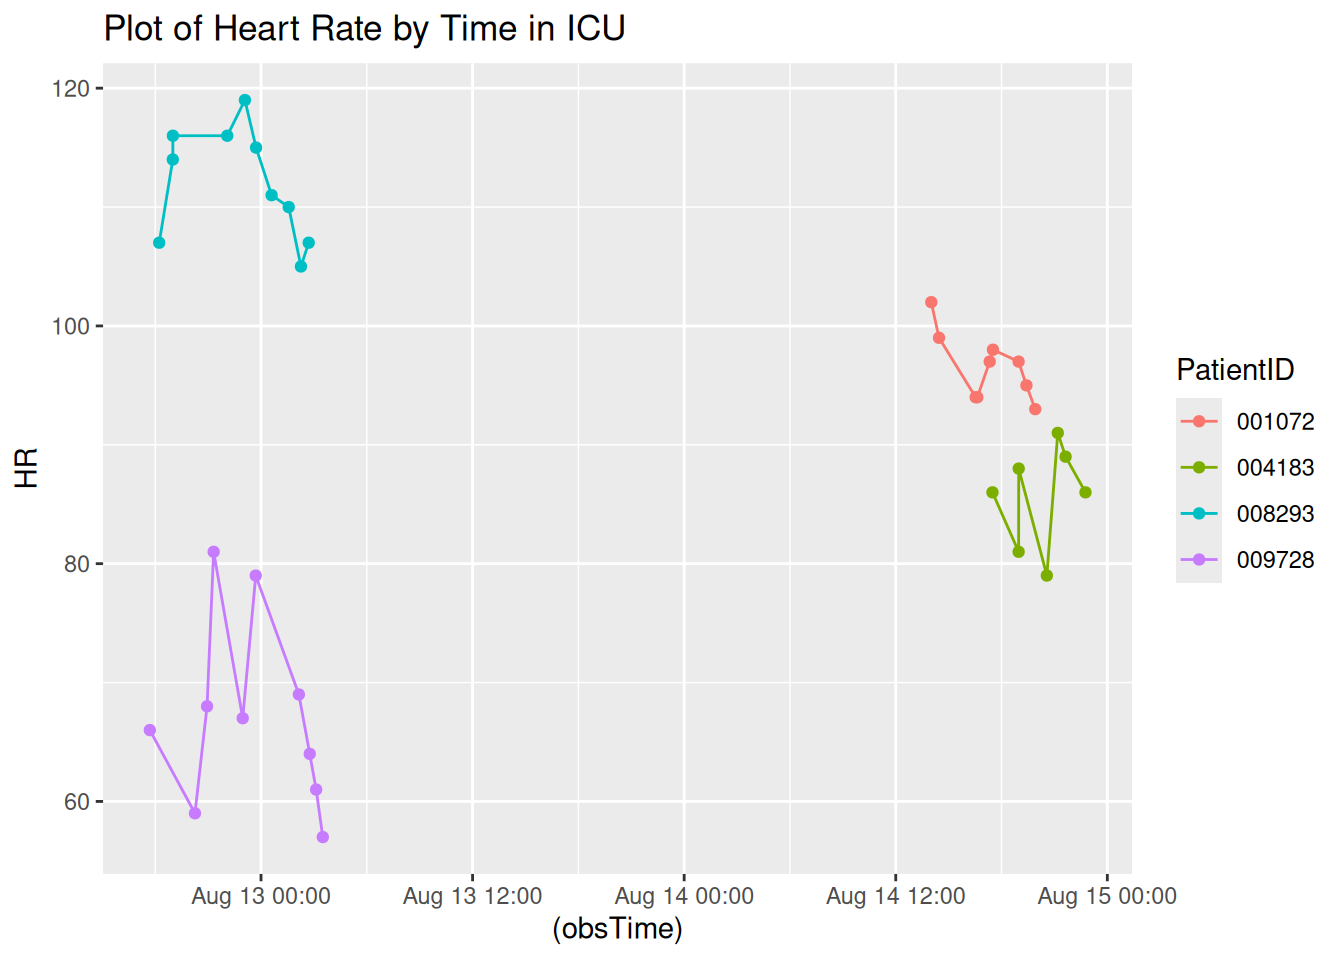 Plot of Heart Rate by Time in ICU
120
100
80
60
HR
Aug 13 00:00 Aug 13 12:00 Aug 14 00:00 Aug 14 12:00 Aug 15 00:00
(obsTime)
PatientID
001072
004183
008293
009728